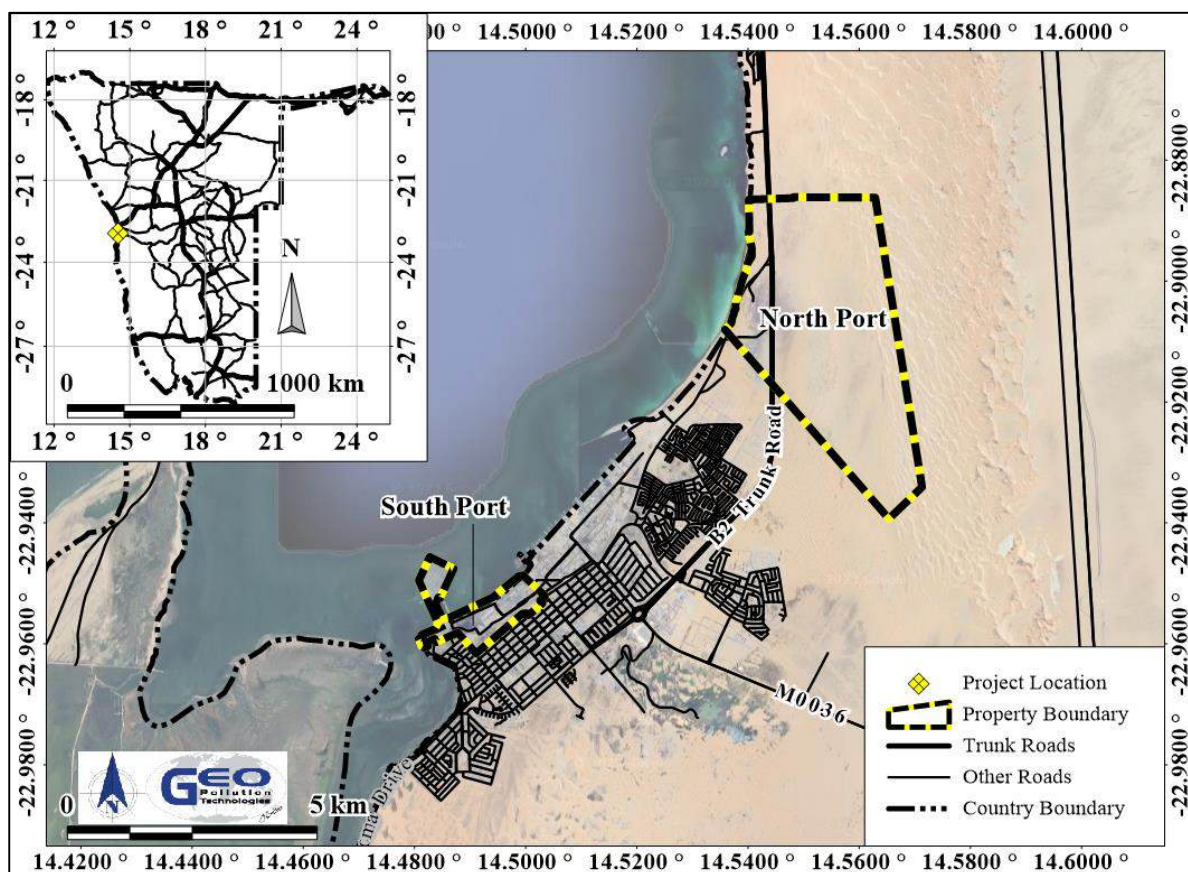 12 ° 15 ° 18 ° 21 ° 24 °
14.5000 ° 14.5200 ° 14.5400 ° 14.5600 ° 14.5800 ° 14.6000 °
-18 °
-21 °
-24 °
-27 °
N
0 1000 km
12 ° 15 ° 18 ° 21 ° 24 °
-22.8800 °
-22.9000 °
-22.9200 °
-22.9400 °
-22.9600 °
-22.9800 °
North Port
South Port
B2 Trunk Road
M0036
-22.9400 °
-22.9600 °
-22.9800 °
N
GEO
Pollution
Technologies
0 5 km
Project Location
Property Boundary
Trunk Roads
Other Roads
Country Boundary
Drive
14.4200 ° 14.4400 ° 14.4600 ° 14.4800 ° 14.5000 ° 14.5200 ° 14.5400 ° 14.5600 ° 14.5800 ° 14.6000 °